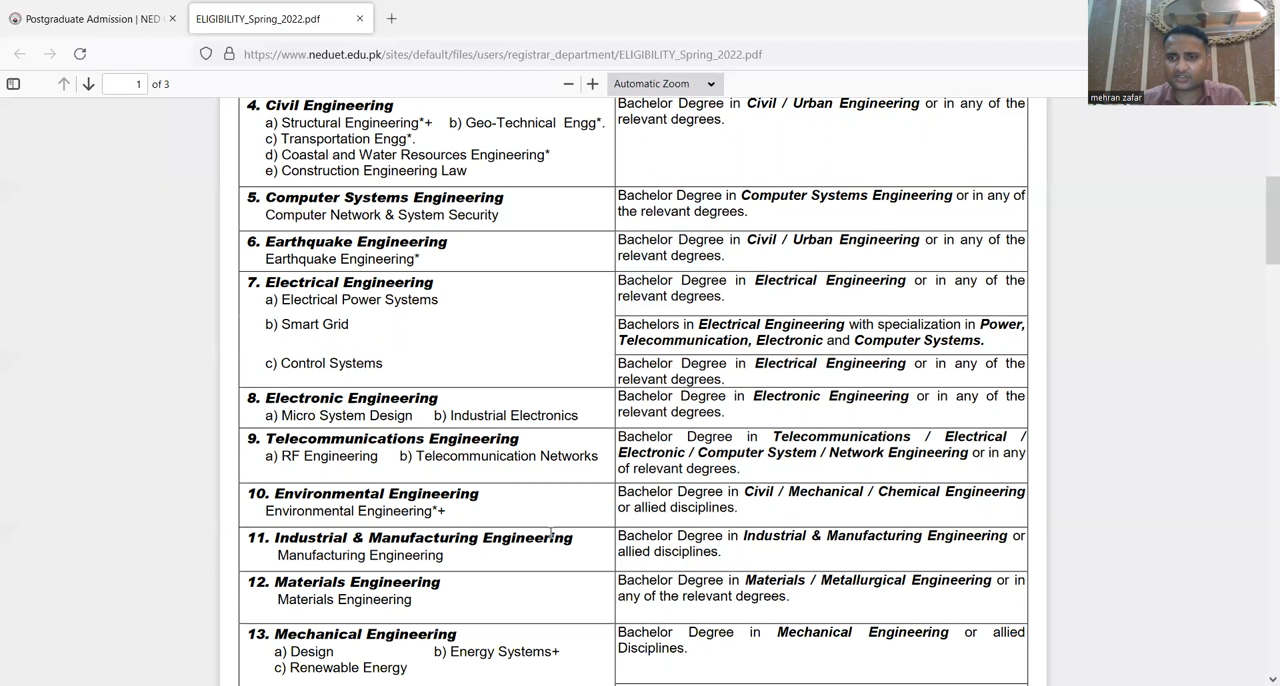 Postgraduate Admission | NED
ELIGIBILITY_Spring_2022.pdf
https://www.neduet.edu.pk/sites/default/files/users/registrar_department/ELIGIBILITY_Spring_2022.pdf
1 of 3
Automatic Zoom
mehran zafar
4. Civil Engineering
a) Structural Engineering*+ b) Geo-Technical Engg*.
c) Transportation Engg*.
d) Coastal and Water Resources Engineering*
e) Construction Engineering Law
Bachelor Degree in Civil / Urban Engineering or in any of the
relevant degrees.
5. Computer Systems Engineering
Computer Network & System Security
Bachelor Degree in Computer Systems Engineering or in any of
the relevant degrees.
6. Earthquake Engineering
Earthquake Engineering*
Bachelor Degree in Civil / Urban Engineering or in any of the
relevant degrees.
7. Electrical Engineering
a) Electrical Power Systems
Bachelor Degree in Electrical Engineering or in any of the
relevant degrees.
b) Smart Grid
Bachelors in Electrical Engineering with specialization in Power,
Telecommunication, Electronic and Computer Systems.
c) Control Systems
Bachelor Degree in Electrical Engineering or in any of the
relevant degrees.
8. Electronic Engineering
a) Micro System Design b) Industrial Electronics
Bachelor Degree in Electronic Engineering or in any of the
relevant degrees.
9. Telecommunications Engineering
a) RF Engineering b) Telecommunication Networks
Bachelor Degree in Telecommunications / Electrical /
Electronic / Computer System / Network Engineering or in any
of relevant degrees.
10. Environmental Engineering
Environmental Engineering*+
Bachelor Degree in Civil / Mechanical / Chemical Engineering
or allied disciplines.
11. Industrial & Manufacturing Engineering
Manufacturing Engineering
Bachelor Degree in Industrial & Manufacturing Engineering or
allied disciplines.
12. Materials Engineering
Materials Engineering
Bachelor Degree in Materials / Metallurgical Engineering or in
any of the relevant degrees.
13. Mechanical Engineering
a) Design b) Energy Systems+
c) Renewable Energy
Bachelor Degree in Mechanical Engineering or allied
Disciplines.